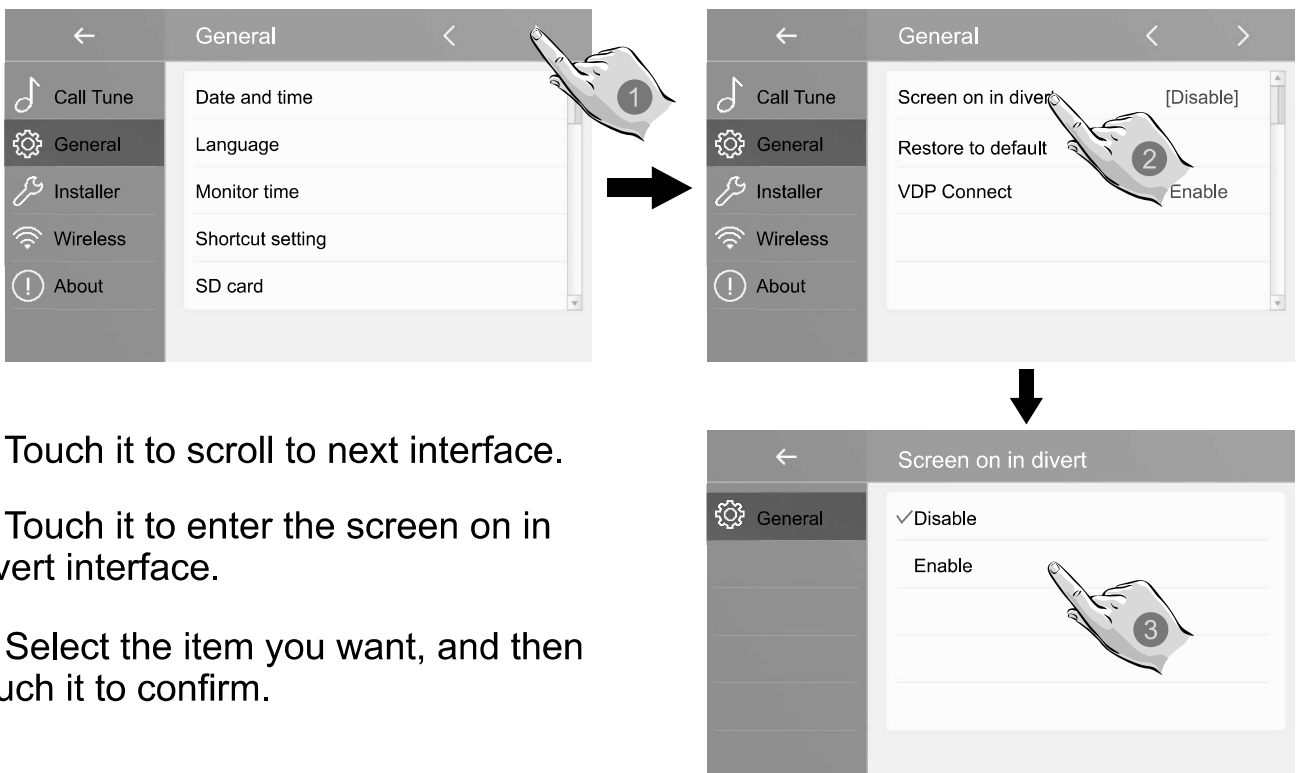 General
Call Tune
General
Installer
Wireless
About
Date and time
Language
Monitor time
Shortcut setting
SD card
1
General
Call Tune
General
Installer
Wireless
About
Screen on in divert [Disable]
Restore to default
VDP Connect Enable
2
Touch it to scroll to next interface.
Touch it to enter the screen on in
vert interface.
Select the item you want, and then
uch it to confirm.
Screen on in divert
General
Disable
Enable
3